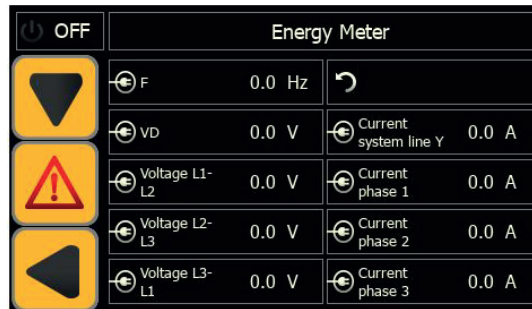 OFF
Energy Meter
F 0.0 Hz
VD 0.0 V
Current
system line Y 0.0 A
Voltage L1-
L2 0.0 V
Current
phase 1 0.0 A
Voltage L2-
L3 0.0 V
Current
phase 2 0.0 A
Voltage L3-
L1 0.0 V
Current
phase 3 0.0 A